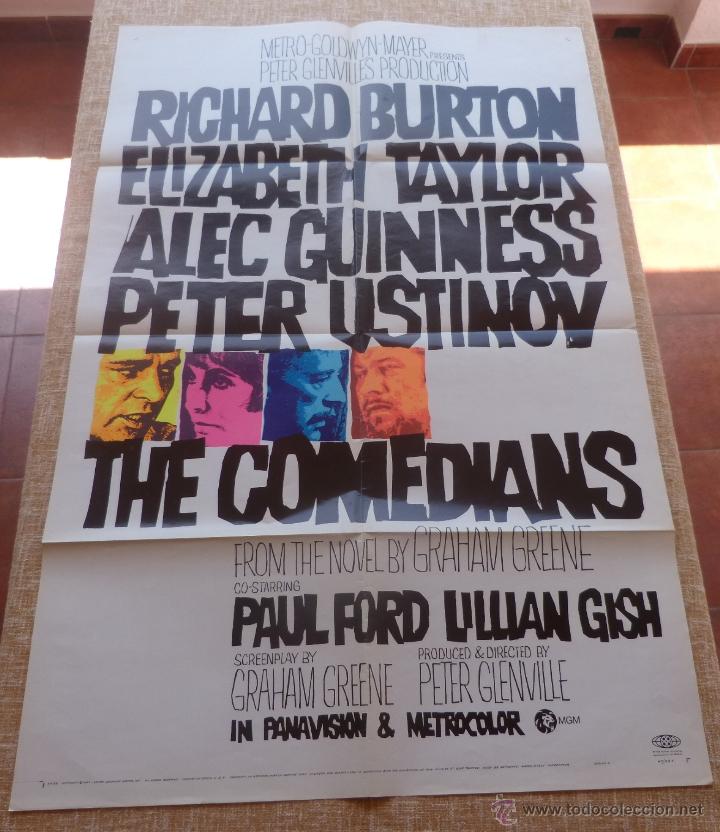 METRO-GOLDWYN-MAYER PRESENTS
PETER GLENVILLE'S PRODUCTION
RICHARD BURTON
ELIZABETH TAYLOR
ALEC GUINNESS
PETER USTINOV
THE COMEDIANS
FROM THE NOVEL BY GRAHAM GREENE
CO-STARRING
PAUL FORD LILLIAN GISH
SCREENPLAY BY
GRAHAM GREENE
PRODUCED & DIRECTED BY
PETER GLENVILLE
IN PANAVISION & METROCOLOR MGM
© www.todocoleccion.net